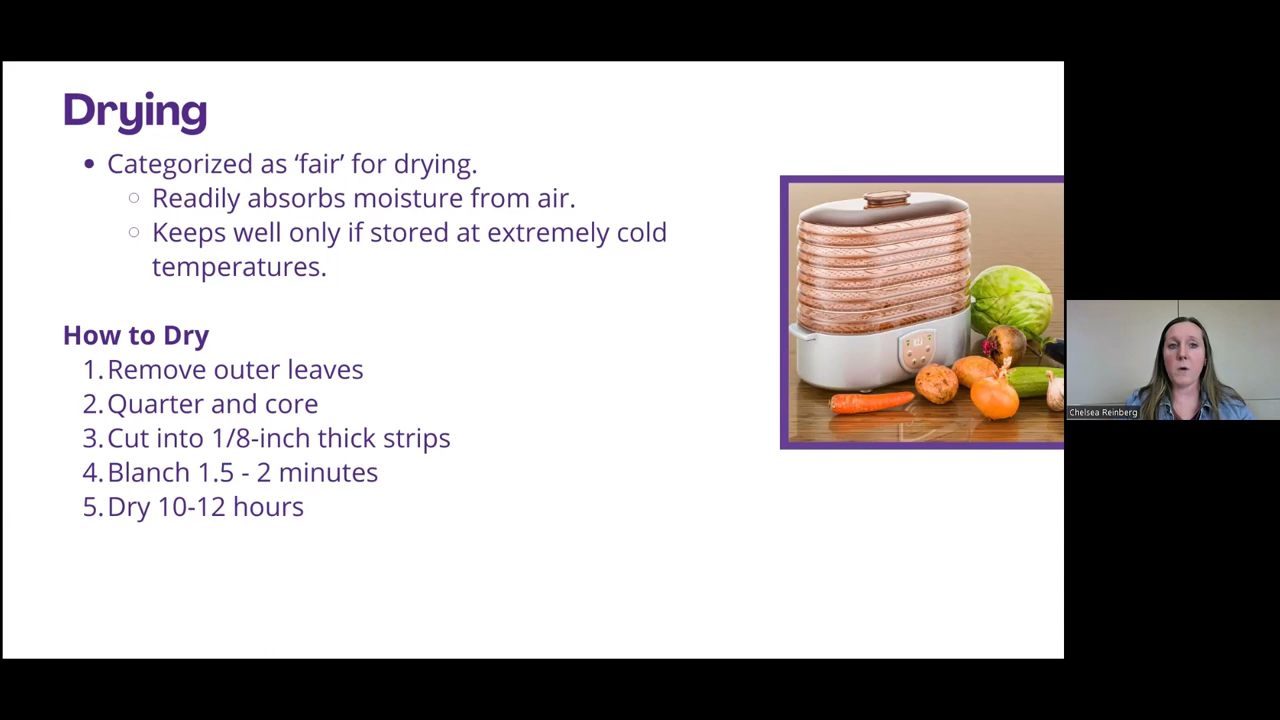 Drying
• Categorized as ‘fair’ for drying.
○ Readily absorbs moisture from air.
○ Keeps well only if stored at extremely cold
temperatures.
How to Dry
1. Remove outer leaves
2. Quarter and core
3. Cut into 1/8-inch thick strips
4. Blanch 1.5 - 2 minutes
5. Dry 10-12 hours
Chelsea Reinberg